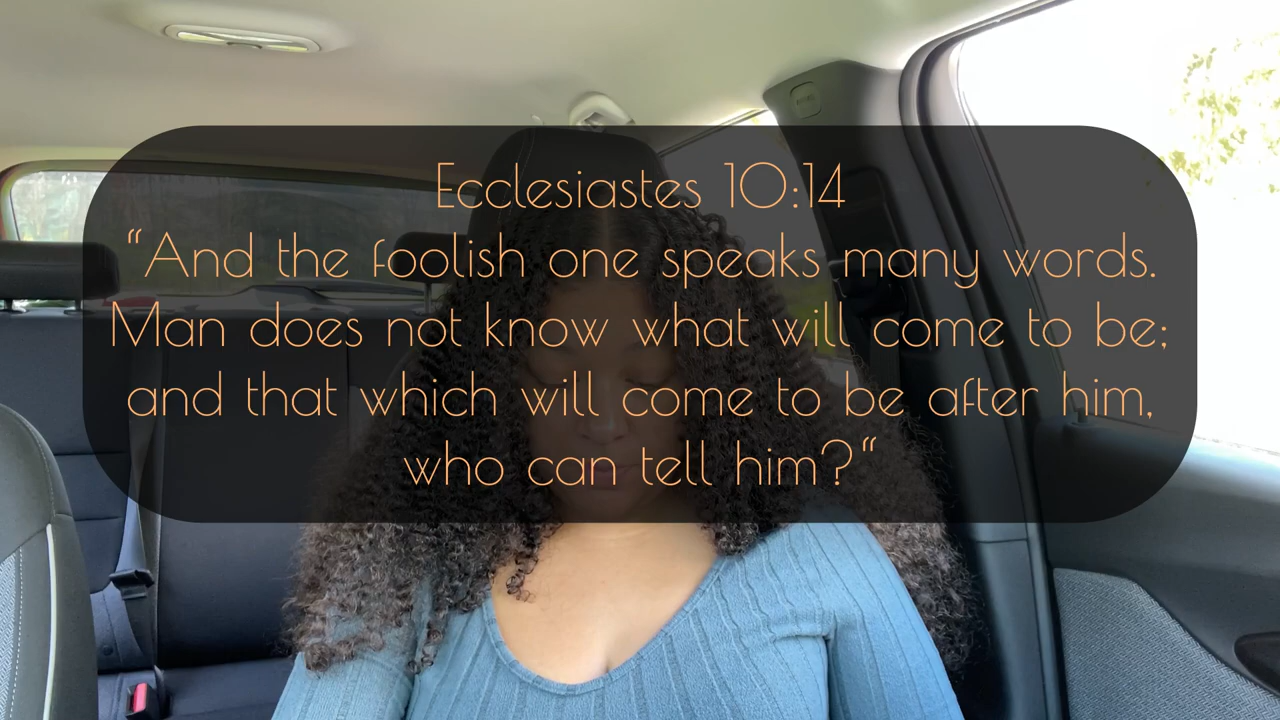 Ecclesiastes 10:14
“And the foolish one speaks many words.
Man does not know what will come to be;
and that which will come to be after him,
who can tell him?“